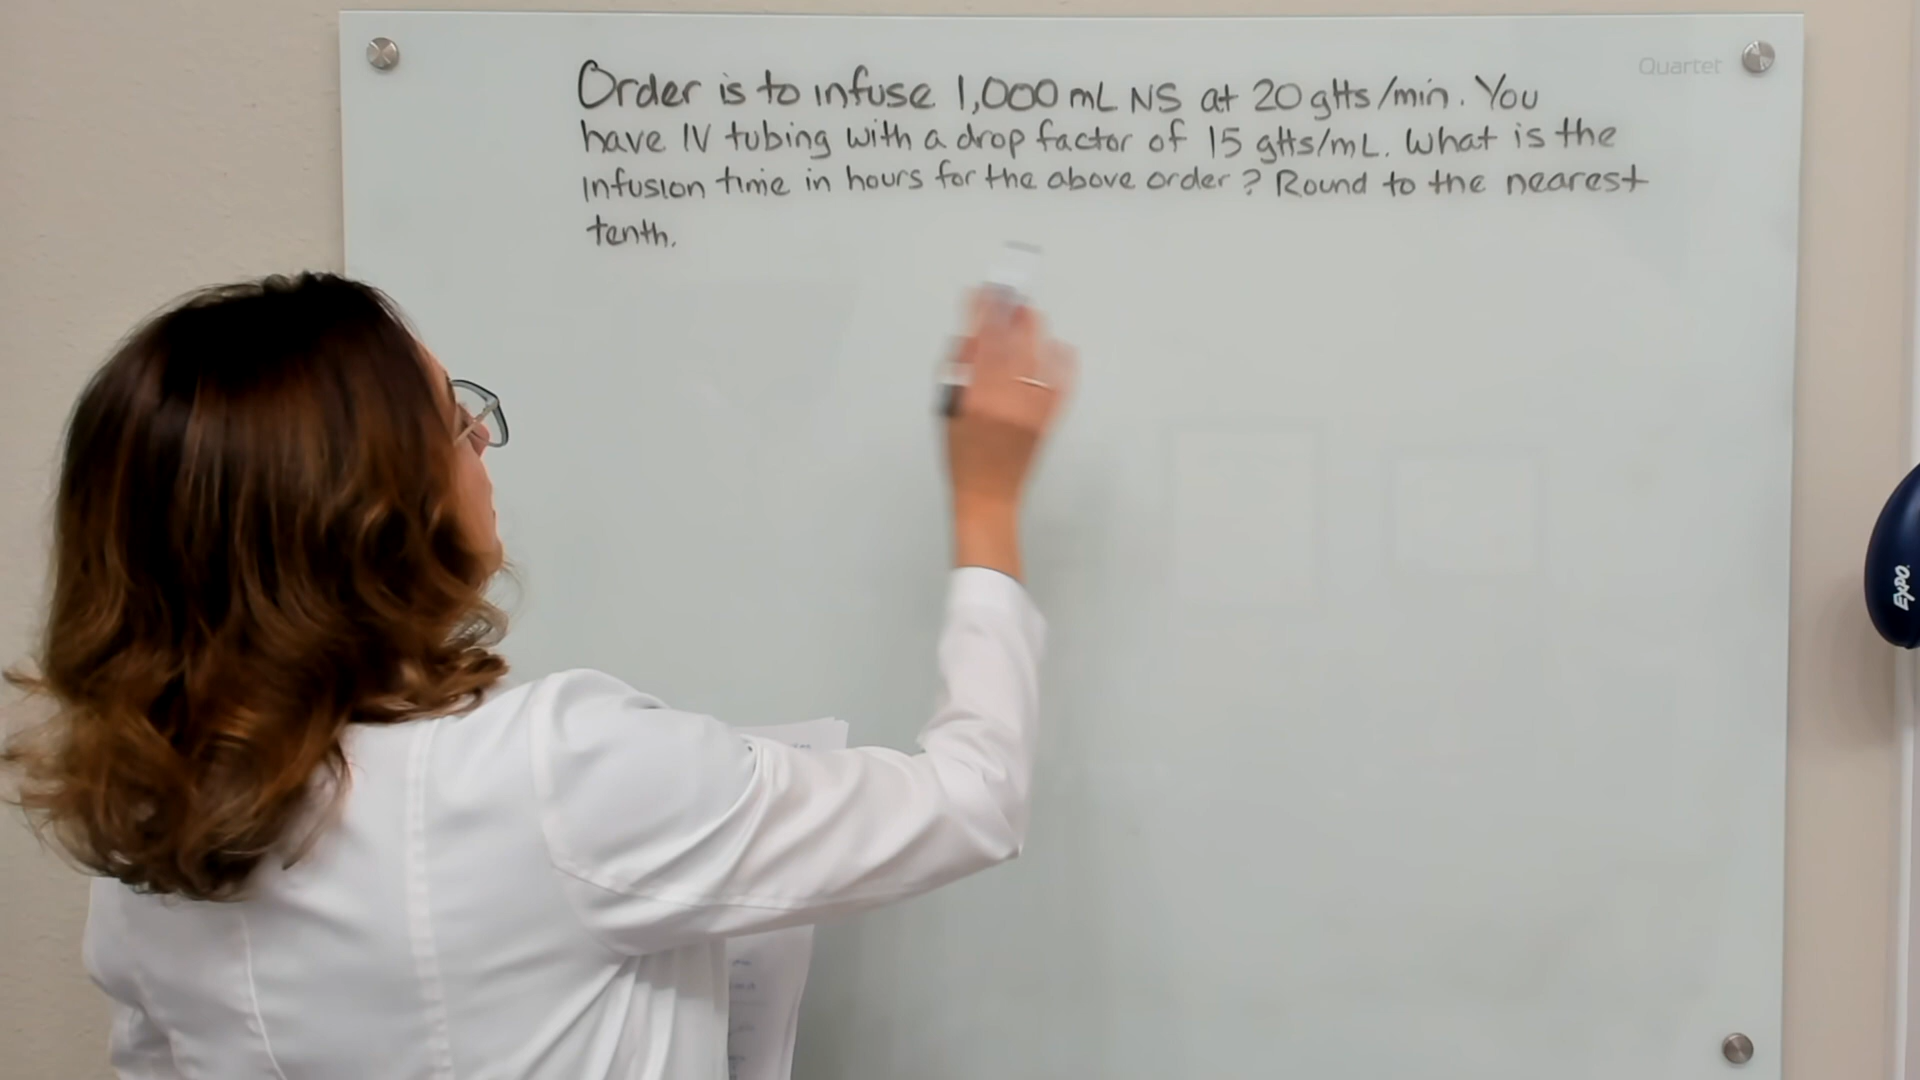 Quartet
Order is to infuse 1,000 mL NS at 20 gtts/min. You
have IV tubing with a drop factor of 15 gtts/mL. What is the
infusion time in hours for the above order? Round to the nearest
tenth.
EXPO